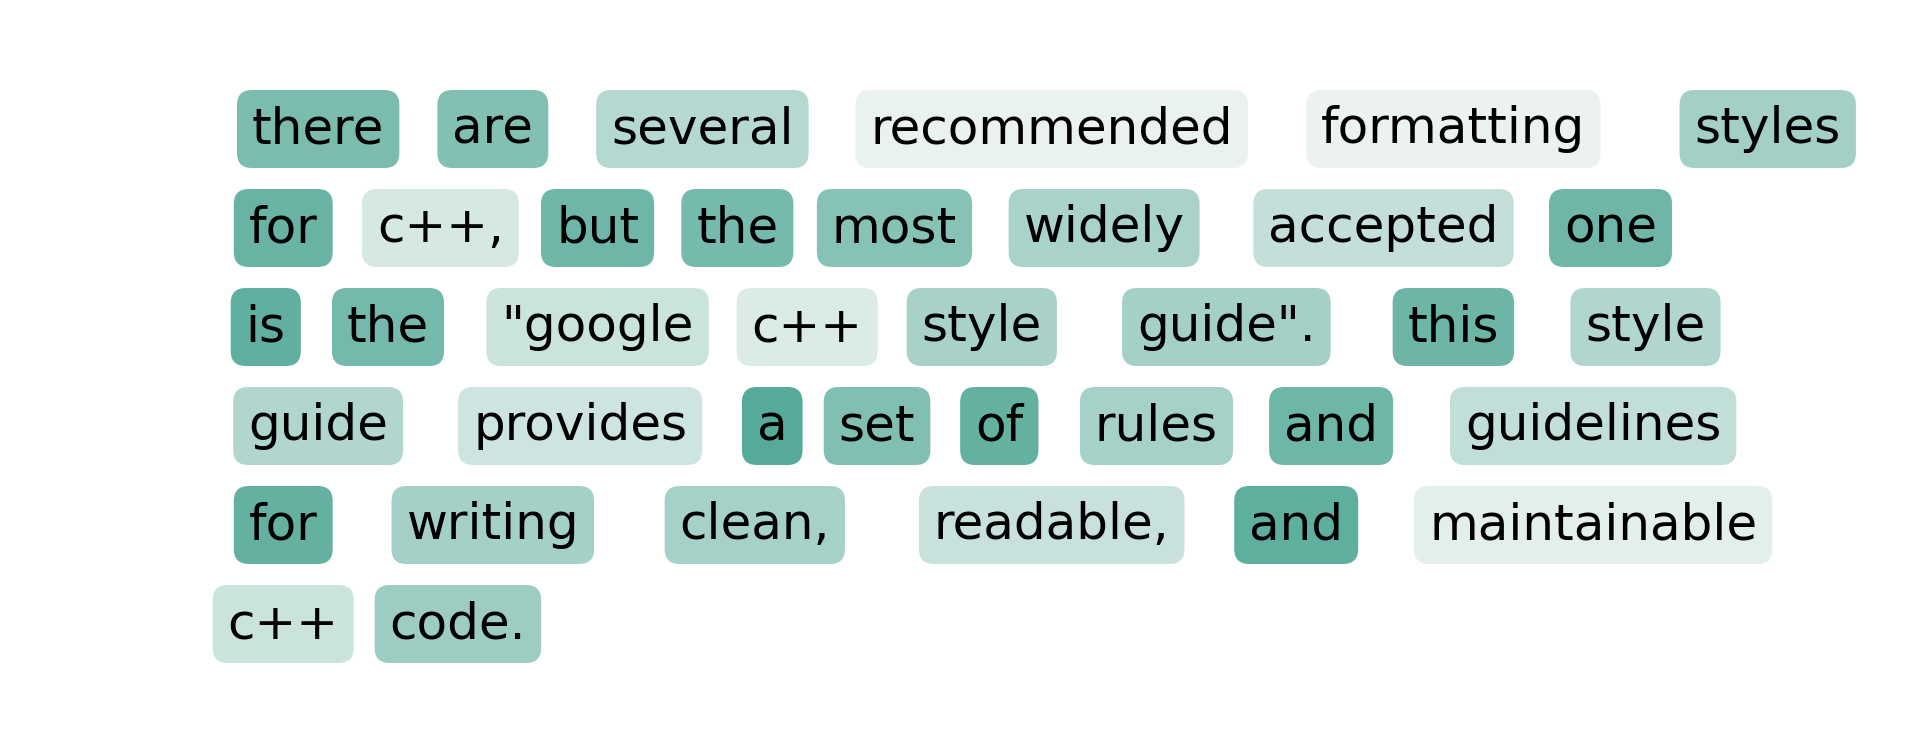 there are several recommended formatting styles
for c++, but the most widely accepted one
is the "google c++ style guide". this style
guide provides a set of rules and guidelines
for writing clean, readable, and maintainable
c++ code.